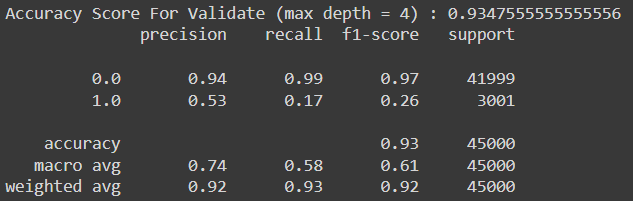 Accuracy Score For Validate (max depth = 4) : 0.9347555555555556
precision recall f1-score support
0.0 0.94 0.99 0.97 41999
1.0 0.53 0.17 0.26 3001
accuracy 0.93 45000
macro avg 0.74 0.58 0.61 45000
weighted avg 0.92 0.93 0.92 45000